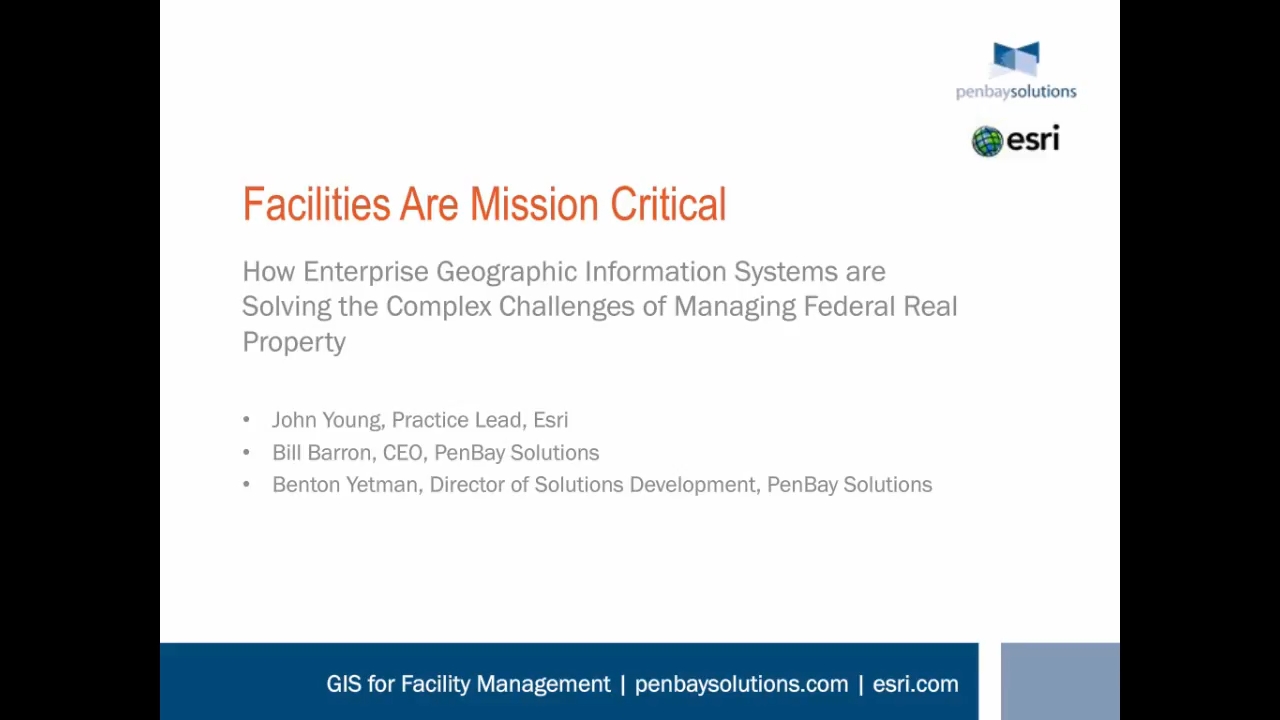 penbaysolutions
esri
Facilities Are Mission Critical
How Enterprise Geographic Information Systems are
Solving the Complex Challenges of Managing Federal Real
Property
• John Young, Practice Lead, Esri
• Bill Barron, CEO, PenBay Solutions
• Benton Yetman, Director of Solutions Development, PenBay Solutions
GIS for Facility Management | penbaysolutions.com | esri.com